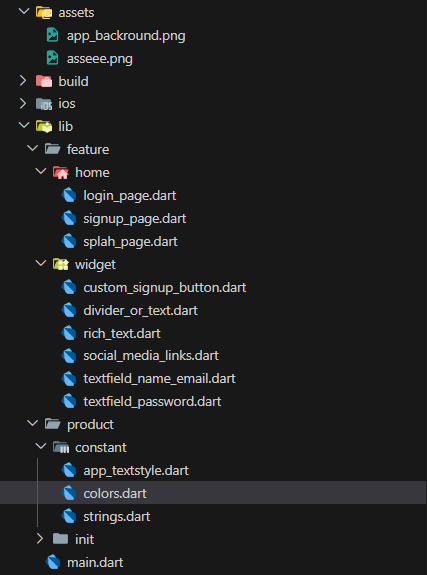 assets
app_backround.png
asseee.png
build
ios
lib
feature
home
login_page.dart
signup_page.dart
splah_page.dart
widget
custom_signup_button.dart
divider_or_text.dart
rich_text.dart
social_media_links.dart
textfield_name_email.dart
textfield_password.dart
product
constant
app_textstyle.dart
colors.dart
strings.dart
init
main.dart